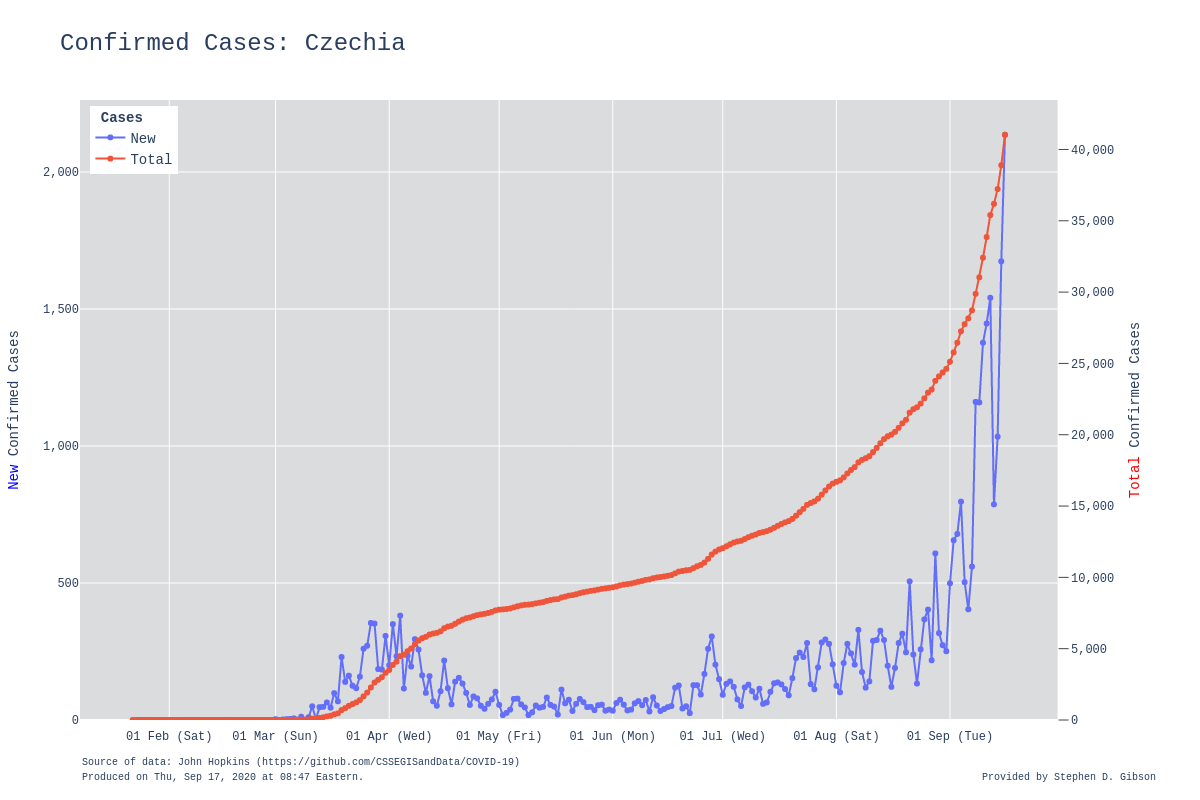 Confirmed Cases: Czechia
Cases
New
Total
2,000
1,500
1,000
500
0
New Confirmed Cases
40,000
35,000
30,000
25,000
20,000
15,000
10,000
5,000
0
Total Confirmed Cases
01 Feb (Sat) 01 Mar (Sun) 01 Apr (Wed) 01 May (Fri) 01 Jun (Mon) 01 Jul (Wed) 01 Aug (Sat) 01 Sep (Tue)
Source of data: John Hopkins (https://github.com/CSSEGISandData/COVID-19)
Produced on Thu, Sep 17, 2020 at 08:47 Eastern.
Provided by Stephen D. Gibson